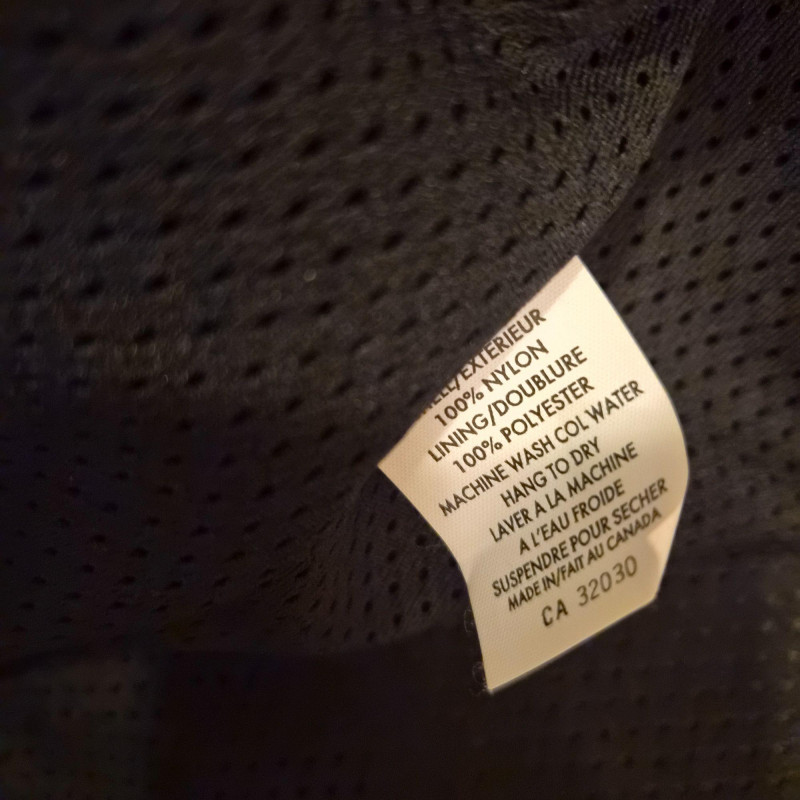 /EXTERIEUR
100% NYLON
LINING/DOUBLURE
100% POLYESTER
MACHINE WASH COL WATER
HANG TO DRY
LAVER A LA MACHINE
A L'EAU FROIDE
SUSPENDRE POUR SECHER
MADE IN/FAIT AU CANADA
CA 32030